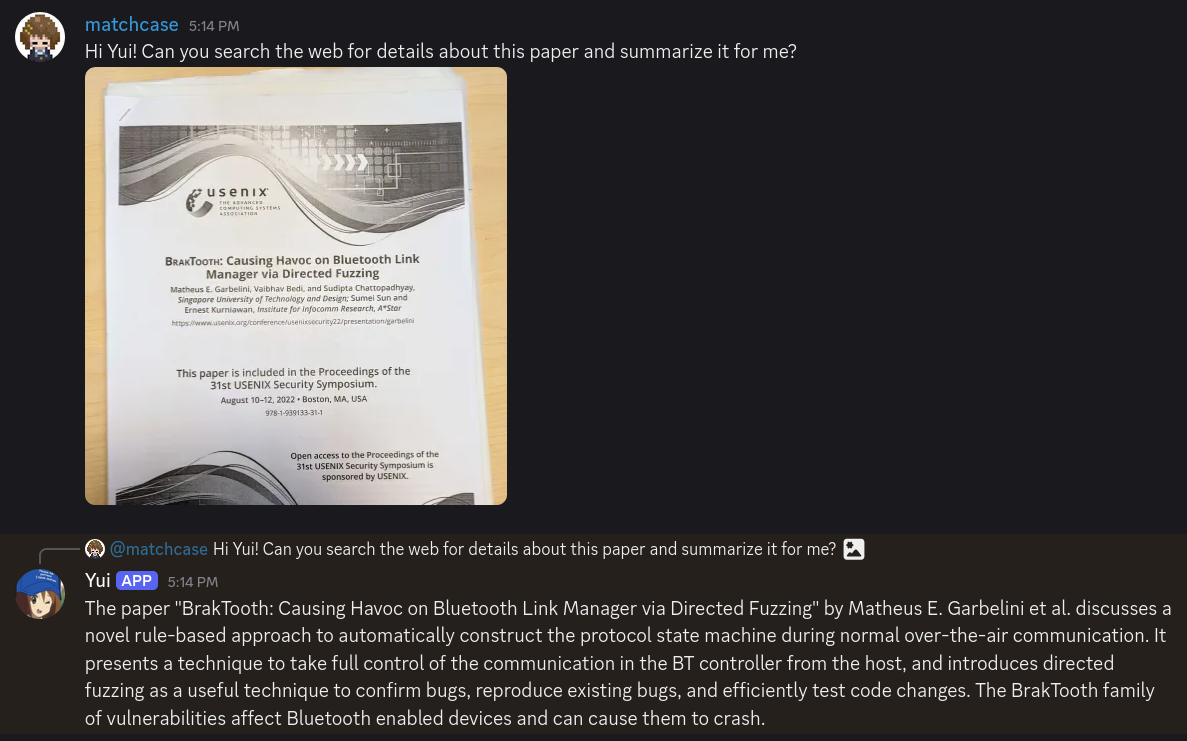 matchcase 5:14 PM
Hi Yui! Can you search the web for details about this paper and summarize it for me?
usenix
THE ADVANCED
COMPUTING SYSTEMS
ASSOCIATION
BRAKTOOTH: Causing Havoc on Bluetooth Link
Manager via Directed Fuzzing
Matheus E. Garbelini, Vaibhav Bedi, and Sudipta Chattopadhyay,
Singapore University of Technology and Design; Sumei Sun and
Ernest Kurniawan, Institute for Infocomm Research, A*Star
https://www.usenix.org/conference/usenixsecurity22/presentation/garbelini
This paper is included in the Proceedings of the
31st USENIX Security Symposium.
August 10–12, 2022 • Boston, MA, USA
978-1-939133-31-1
Open access to the Proceedings of the
31st USENIX Security Symposium is
sponsored by USENIX.
@matchcase Hi Yui! Can you search the web for details about this paper and summarize it for me?
Yui APP 5:14 PM
The paper "BrakTooth: Causing Havoc on Bluetooth Link Manager via Directed Fuzzing" by Matheus E. Garbelini et al. discusses a
novel rule-based approach to automatically construct the protocol state machine during normal over-the-air communication. It
presents a technique to take full control of the communication in the BT controller from the host, and introduces directed
fuzzing as a useful technique to confirm bugs, reproduce existing bugs, and efficiently test code changes. The BrakTooth family
of vulnerabilities affect Bluetooth enabled devices and can cause them to crash.